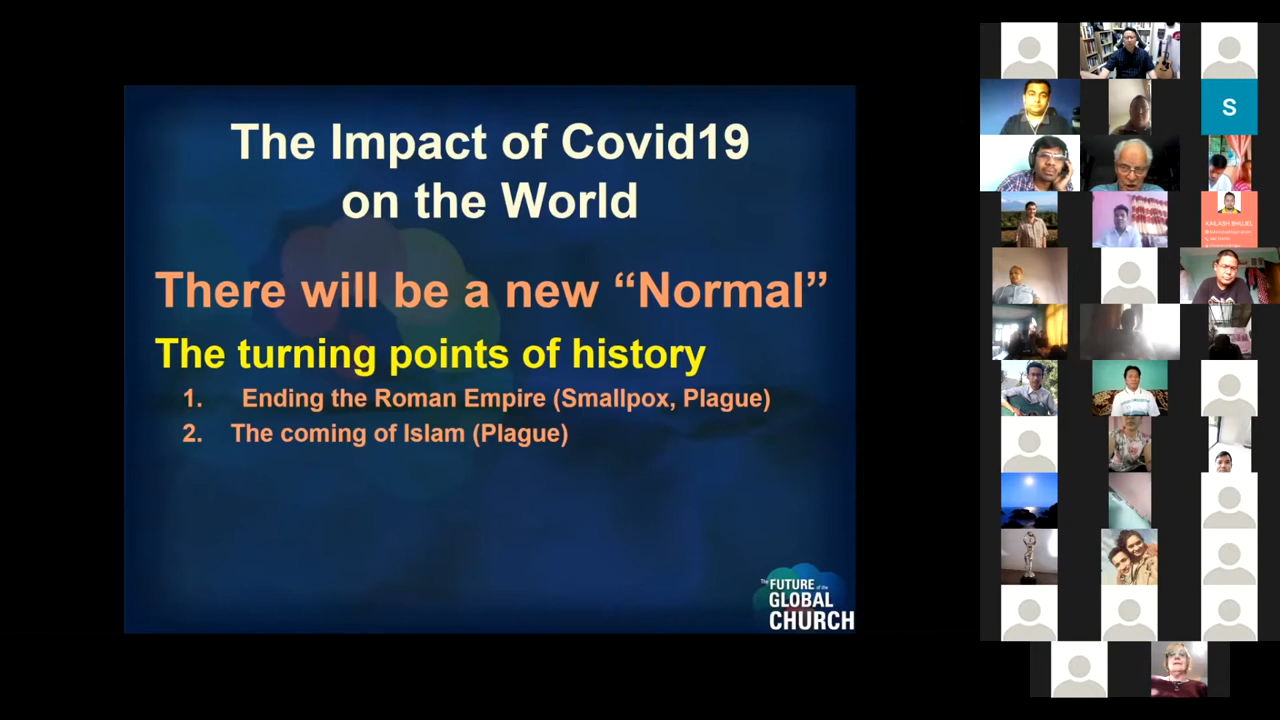 The Impact of Covid19
on the World
There will be a new “Normal”
The turning points of history
1. Ending the Roman Empire (Smallpox, Plague)
2. The coming of Islam (Plague)
The FUTURE of the
GLOBAL
CHURCH
S
KAILASH BHUJEL